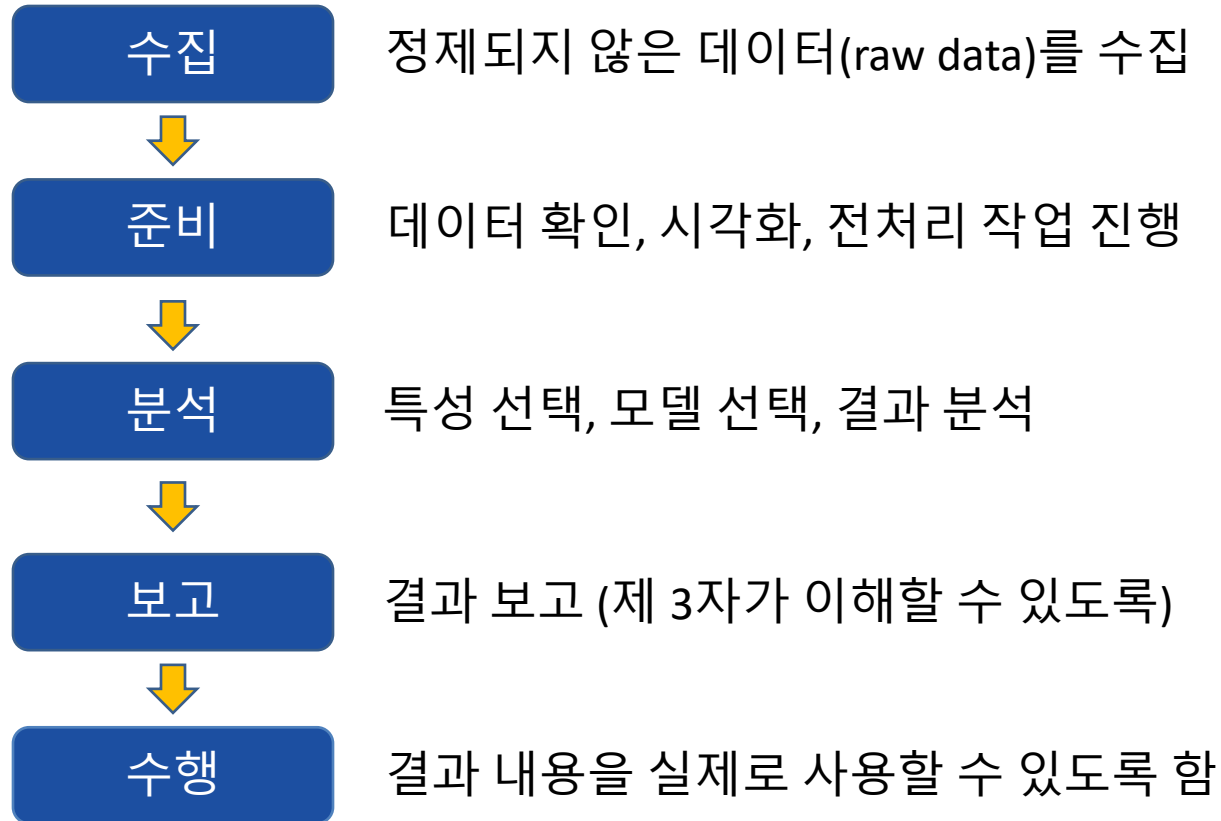 수집
정제되지 않은 데이터(raw data)를 수집
준비
데이터 확인, 시각화, 전처리 작업 진행
분석
특성 선택, 모델 선택, 결과 분석
보고
결과 보고 (제 3자가 이해할 수 있도록)
수행
결과 내용을 실제로 사용할 수 있도록 함